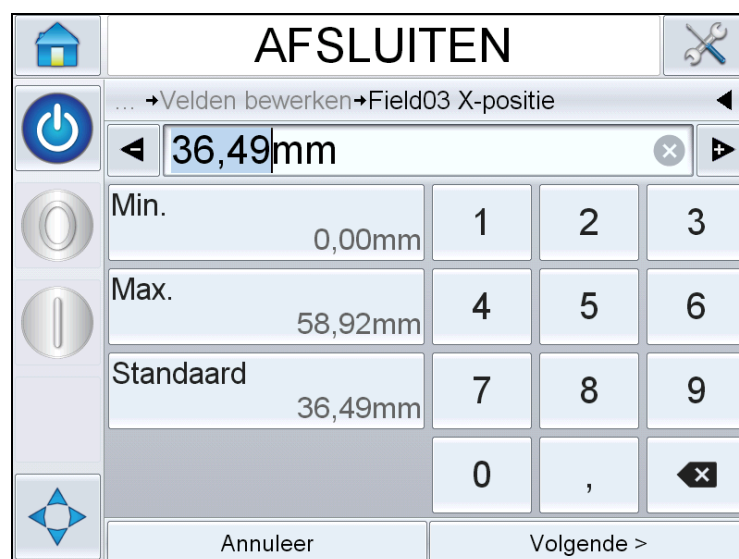 AFSLUITEN
... →Velden bewerken→Field03 X-positie
36,49mm
Min.
0,00mm
Max.
58,92mm
Standaard
36,49mm
1 2 3
4 5 6
7 8 9
0 ,
Annuleer
Volgende >